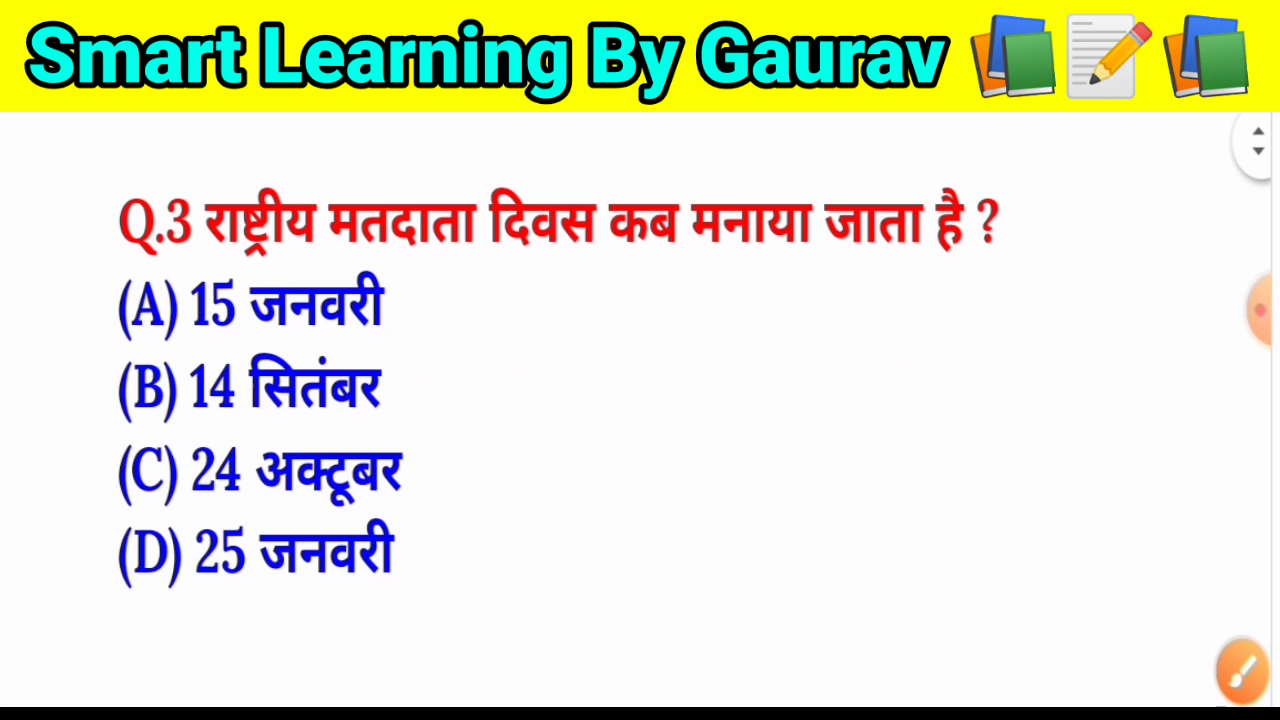 Smart Learning By Gaurav
Q.3 राष्ट्रीय मतदाता दिवस कब मनाया जाता है ?
(A) 15 जनवरी
(B) 14 सितंबर
(C) 24 अक्टूबर
(D) 25 जनवरी